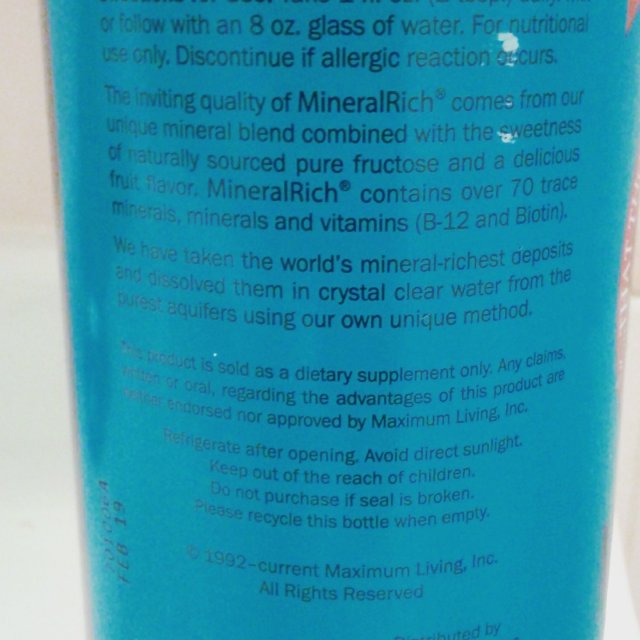 or follow with an 8 oz. glass of water. For nutritional
use only. Discontinue if allergic reaction occurs.
The inviting quality of MineralRich® comes from our
unique mineral blend combined with the sweetness
of naturally sourced pure fructose and a delicious
fruit flavor. MineralRich® contains over 70 trace
minerals, minerals and vitamins (B-12 and Biotin).
We have taken the world's mineral-richest deposits
and dissolved them in crystal clear water from the
purest aquifers using our own unique method.
This product is sold as a dietary supplement only. Any claims,
written or oral, regarding the advantages of this product are
neither endorsed nor approved by Maximum Living, Inc.
Refrigerate after opening. Avoid direct sunlight.
Keep out of the reach of children.
Do not purchase if seal is broken.
Please recycle this bottle when empty.
FEB 19
© 1992–current Maximum Living, Inc.
All Rights Reserved
Distributed by